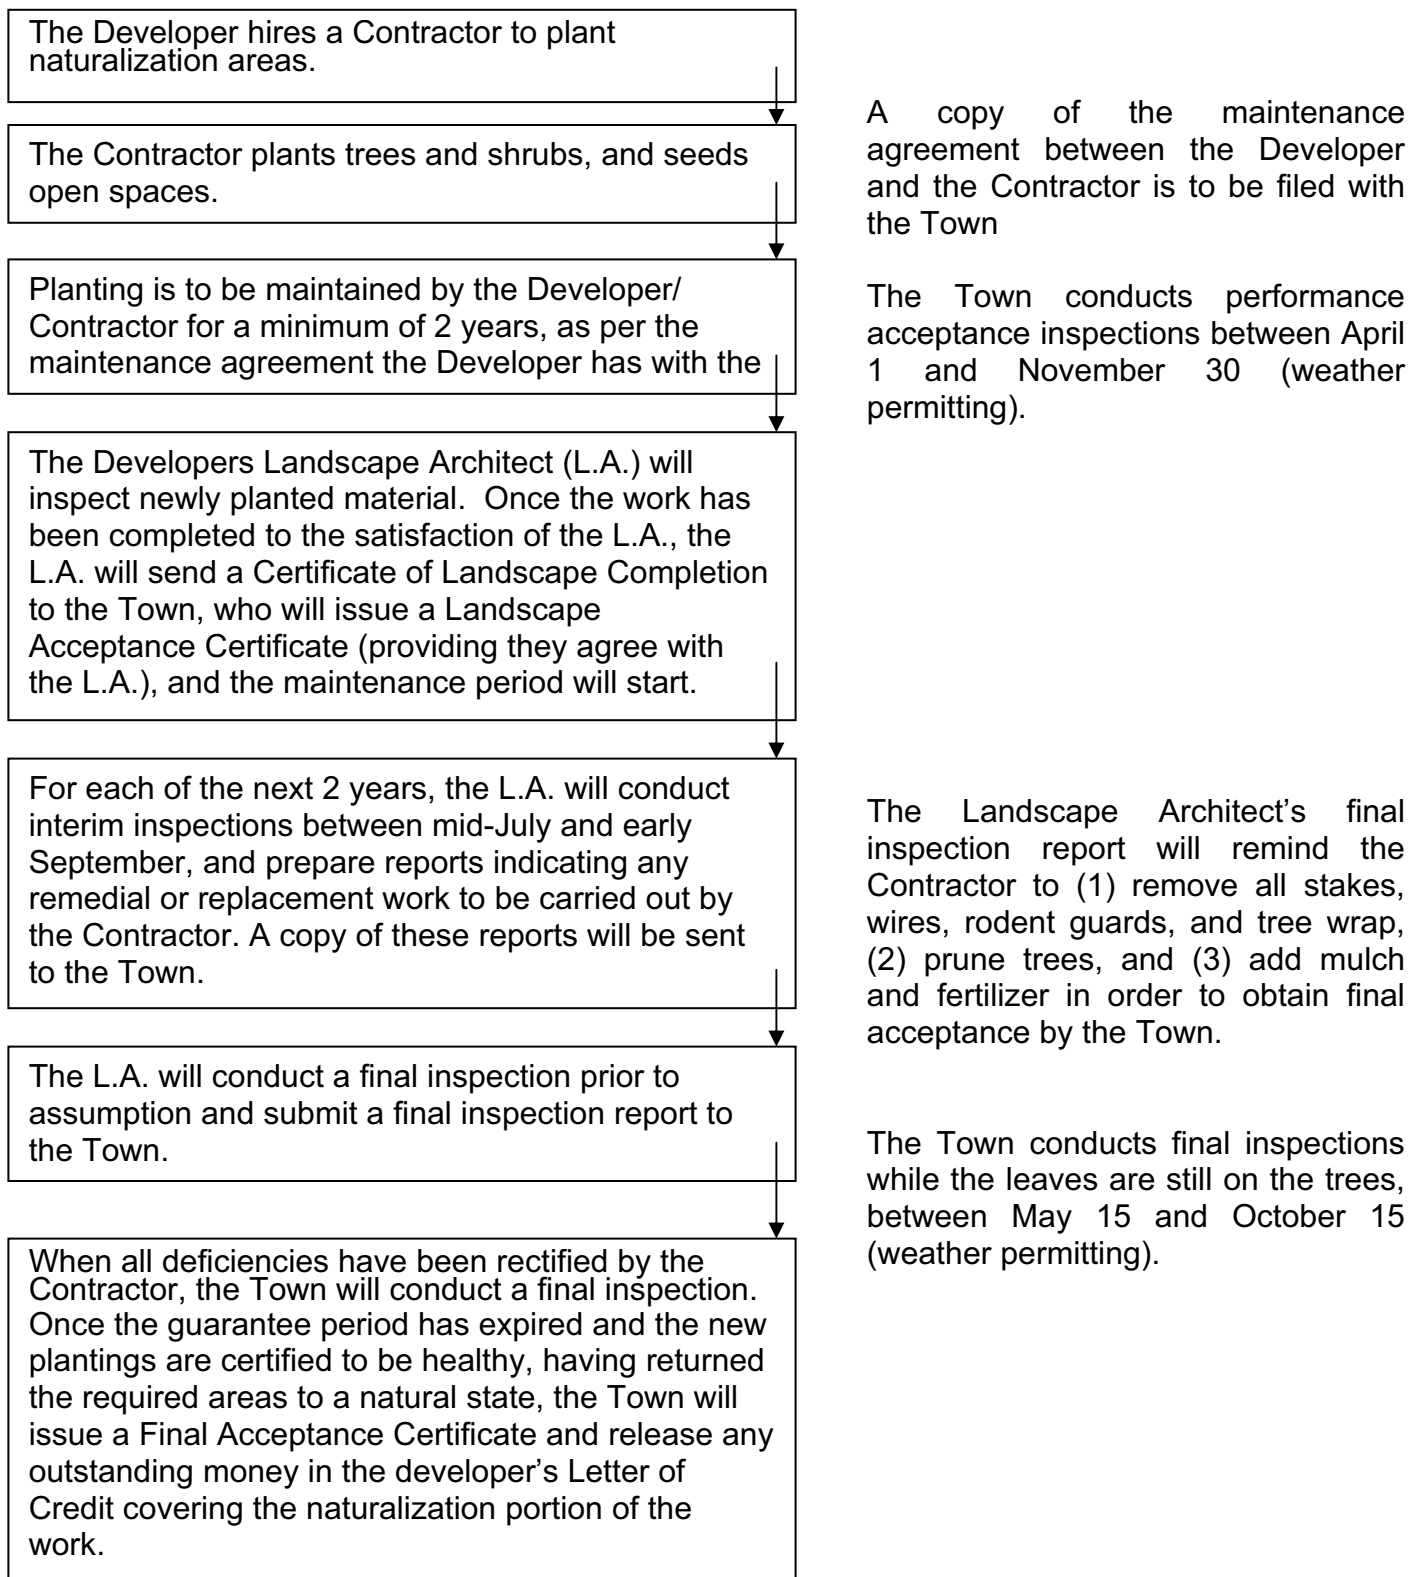 The Developer hires a Contractor to plant
naturalization areas.
The Contractor plants trees and shrubs, and seeds
open spaces.
A copy of the maintenance
agreement between the Developer
and the Contractor is to be filed with
the Town
Planting is to be maintained by the Developer/
Contractor for a minimum of 2 years, as per the
maintenance agreement the Developer has with the
The Town conducts performance
acceptance inspections between April
1 and November 30 (weather
permitting).
The Developers Landscape Architect (L.A.) will
inspect newly planted material.  Once the work has
been completed to the satisfaction of the L.A., the
L.A. will send a Certificate of Landscape Completion
to the Town, who will issue a Landscape
Acceptance Certificate (providing they agree with
the L.A.), and the maintenance period will start.
For each of the next 2 years, the L.A. will conduct
interim inspections between mid-July and early
September, and prepare reports indicating any
remedial or replacement work to be carried out by
the Contractor. A copy of these reports will be sent
to the Town.
The Landscape Architect’s final
inspection report will remind the
Contractor to (1) remove all stakes,
wires, rodent guards, and tree wrap,
(2) prune trees, and (3) add mulch
and fertilizer in order to obtain final
acceptance by the Town.
The L.A. will conduct a final inspection prior to
assumption and submit a final inspection report to
the Town.
The Town conducts final inspections
while the leaves are still on the trees,
between May 15 and October 15
(weather permitting).
When all deficiencies have been rectified by the
Contractor, the Town will conduct a final inspection.
Once the guarantee period has expired and the new
plantings are certified to be healthy, having returned
the required areas to a natural state, the Town will
issue a Final Acceptance Certificate and release any
outstanding money in the developer’s Letter of
Credit covering the naturalization portion of the
work.